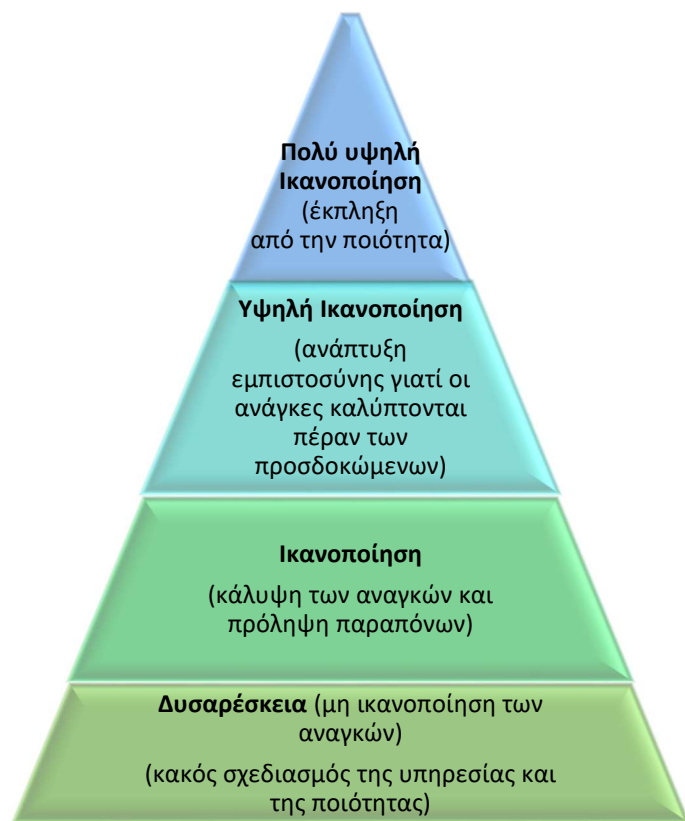 Πολύ υψηλή
Ικανοποίηση
(έκπληξη
από την ποιότητα)
Υψηλή Ικανοποίηση
(ανάπτυξη
εμπιστοσύνης γιατί οι
ανάγκες καλύπτονται
πέραν των
προσδοκώμενων)
Ικανοποίηση
(κάλυψη των αναγκών και
πρόληψη παραπόνων)
Δυσαρέσκεια (μη ικανοποίηση των
αναγκών)
(κακός σχεδιασμός της υπηρεσίας και
της ποιότητας)